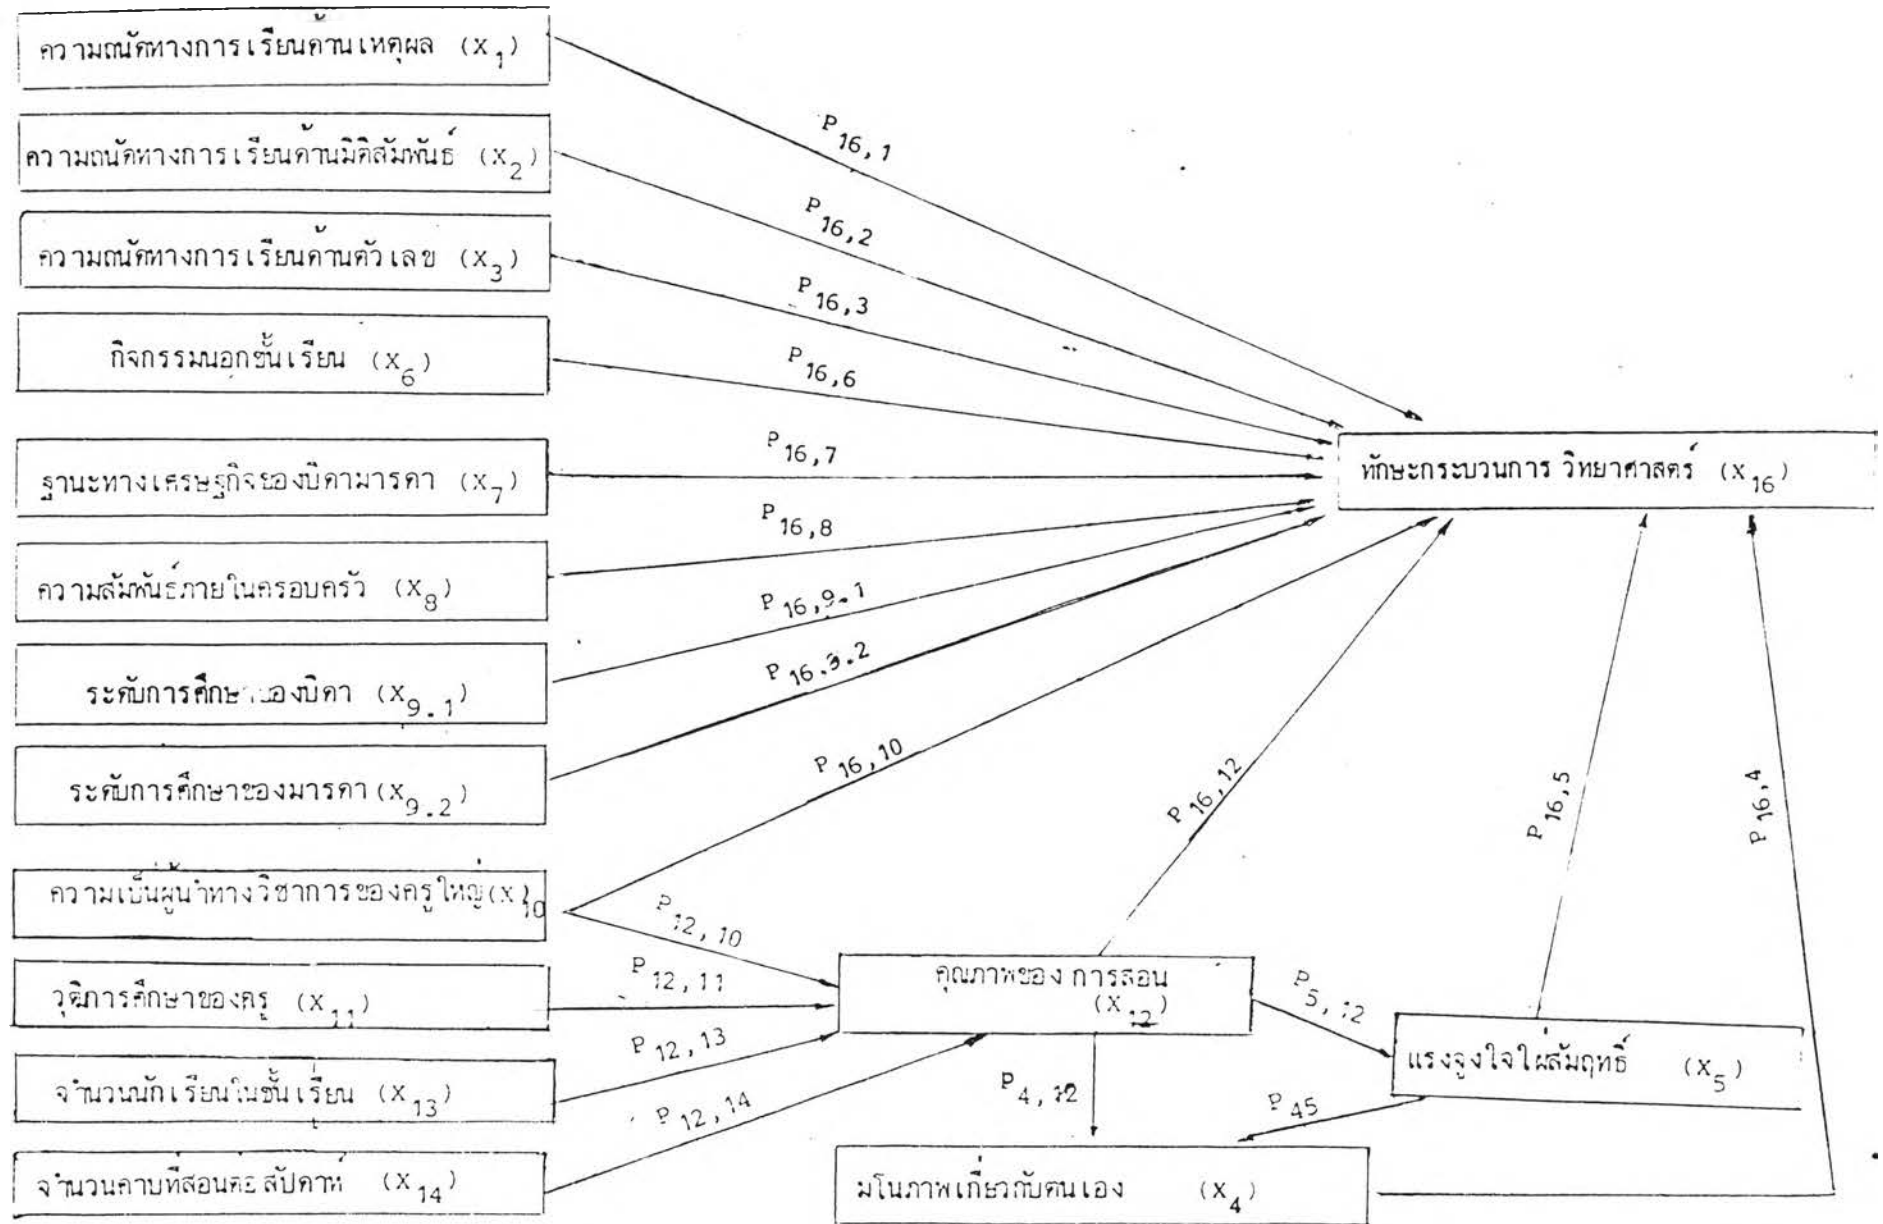 ความถนัดทางการเรียนด้านเหตุผล (X1)
ความถนัดทางการเรียนด้านมิติสัมพันธ์ (X2)
ความถนัดทางการเรียนด้านตัวเลข (X3)
กิจกรรมนอกชั้นเรียน (X6)
ฐานะทางเศรษฐกิจของบิดามารดา (X7)
ความสัมพันธ์ภายในครอบครัว (X8)
ระดับการศึกษาของบิดา (X9.1)
ระดับการศึกษาของมารดา (X9.2)
ความเป็นผู้นำทางวิชาการของครูใหญ่ (X10)
วุฒิการศึกษาของครู (X11)
จำนวนนักเรียนในชั้นเรียน (X13)
จำนวนคาบที่สอนต่อสัปดาห์ (X14)
P16,1
P16,2
P16,3
P16,6
P16,7
P16,8
P16,9.1
P16.9.2
P16,10
P16,12
P16,5
P16,4
P12,10
P12,11
P12,13
P12,14
P5,12
P4,12
P45
ทักษะกระบวนการวิทยาศาสตร์ (X16)
คุณภาพของการสอน
(X12)
แรงจูงใจใฝ่สัมฤทธิ์ (X5)
มโนภาพเกี่ยวกับตนเอง (X4)